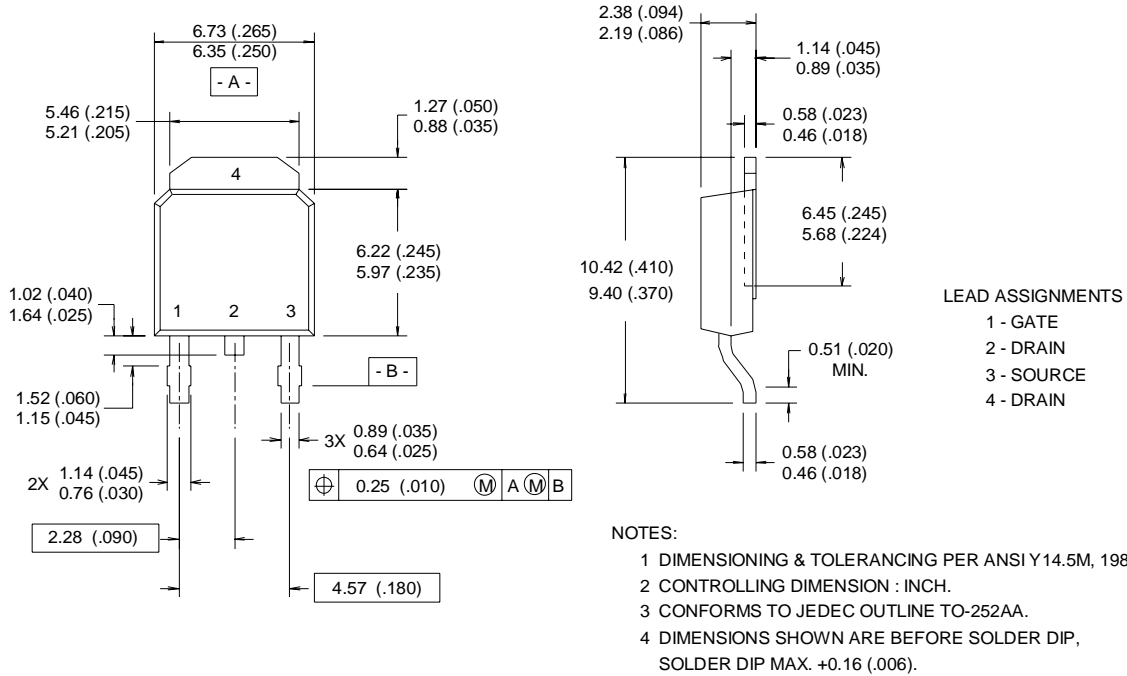 6.73 (.265)
6.35 (.250)
- A -
5.46 (.215)
5.21 (.205)
1.27 (.050)
0.88 (.035)
4
6.22 (.245)
5.97 (.235)
1.02 (.040)
1.64 (.025)
1 2 3
- B -
1.52 (.060)
1.15 (.045)
3X 0.89 (.035)
0.64 (.025)
2X 1.14 (.045)
0.76 (.030)
0.25 (.010) M A M B
2.28 (.090)
4.57 (.180)
2.38 (.094)
2.19 (.086)
1.14 (.045)
0.89 (.035)
0.58 (.023)
0.46 (.018)
6.45 (.245)
5.68 (.224)
10.42 (.410)
9.40 (.370)
0.51 (.020)
MIN.
0.58 (.023)
0.46 (.018)
LEAD ASSIGNMENTS
1 - GATE
2 - DRAIN
3 - SOURCE
4 - DRAIN
NOTES:
1 DIMENSIONING & TOLERANCING PER ANSI Y14.5M, 198
2 CONTROLLING DIMENSION : INCH.
3 CONFORMS TO JEDEC OUTLINE TO-252AA.
4 DIMENSIONS SHOWN ARE BEFORE SOLDER DIP,
SOLDER DIP MAX. +0.16 (.006).